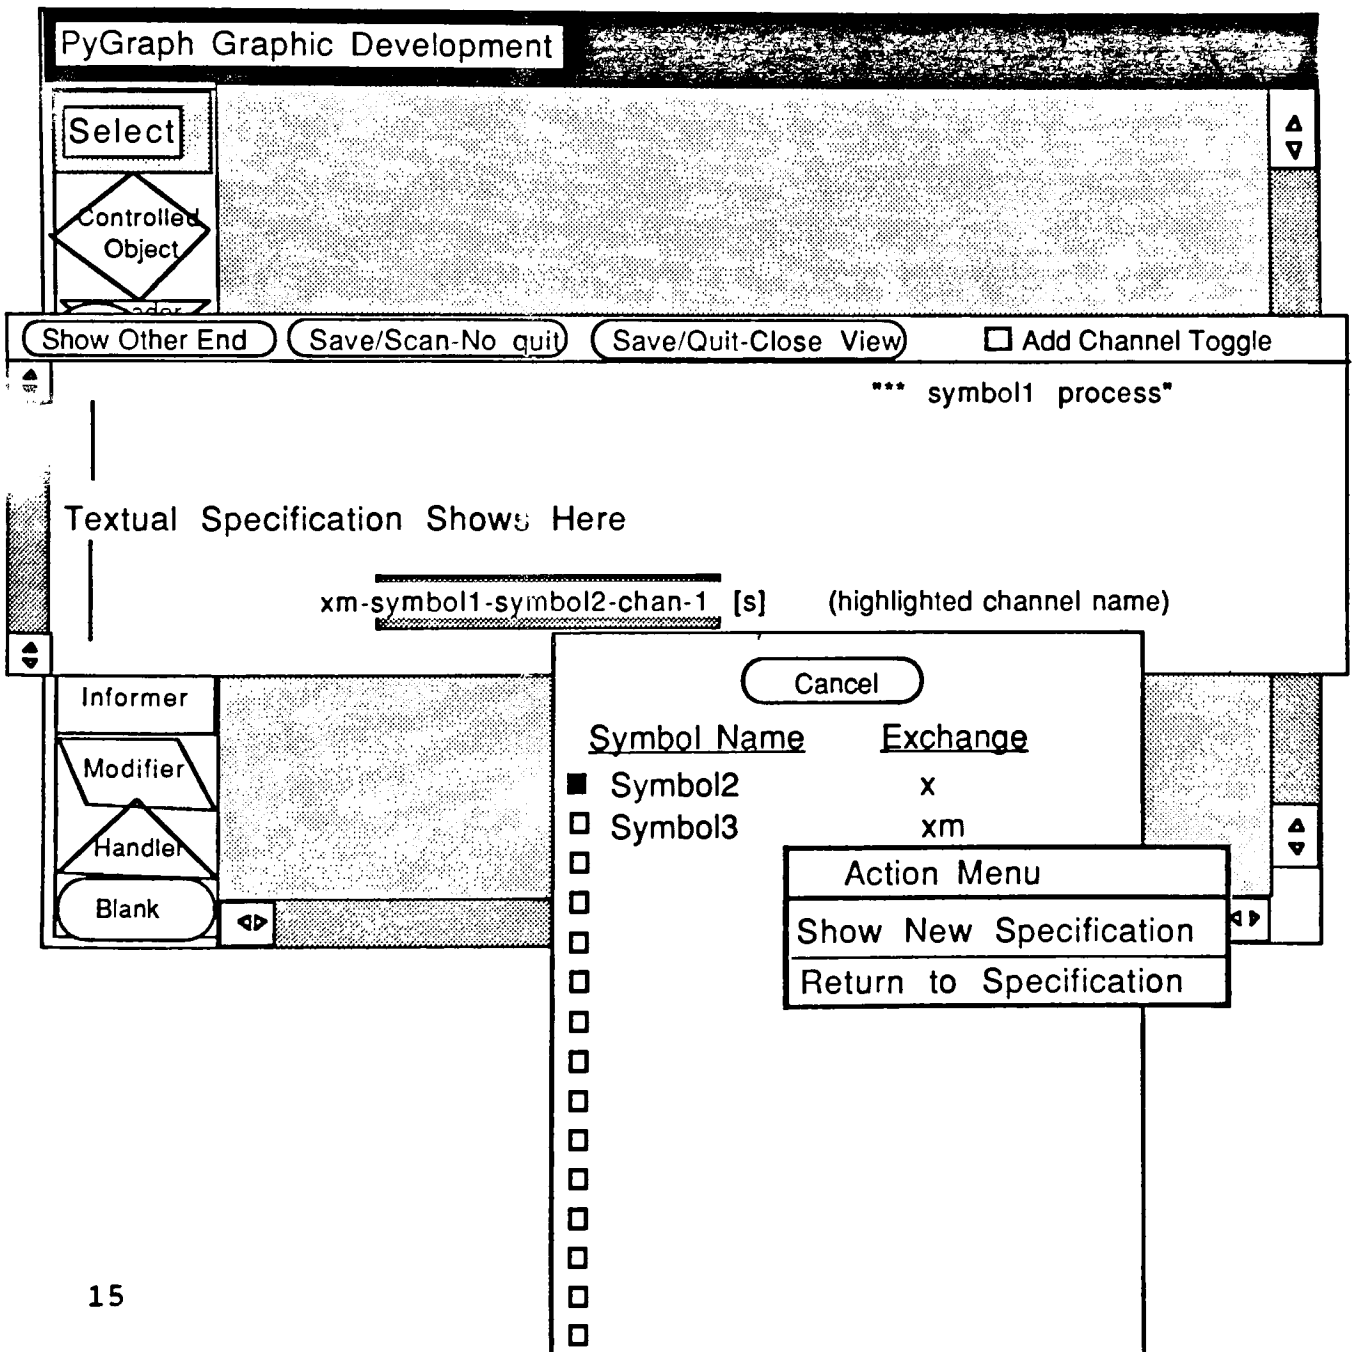 PyGraph Graphic Development
Select
Controlled
Object
Show Other End
Save/Scan-No quit
Save/Quit-Close View
Add Channel Toggle
"*** symbol1 process"
Textual Specification Shows Here
xm-symbol1-symbol2-chan-1 [s] (highlighted channel name)
Cancel
Informer
Symbol Name Exchange
Modifier
Symbol2 x
Symbol3 xm
Handler
Action Menu
Blank
Show New Specification
Return to Specification
15